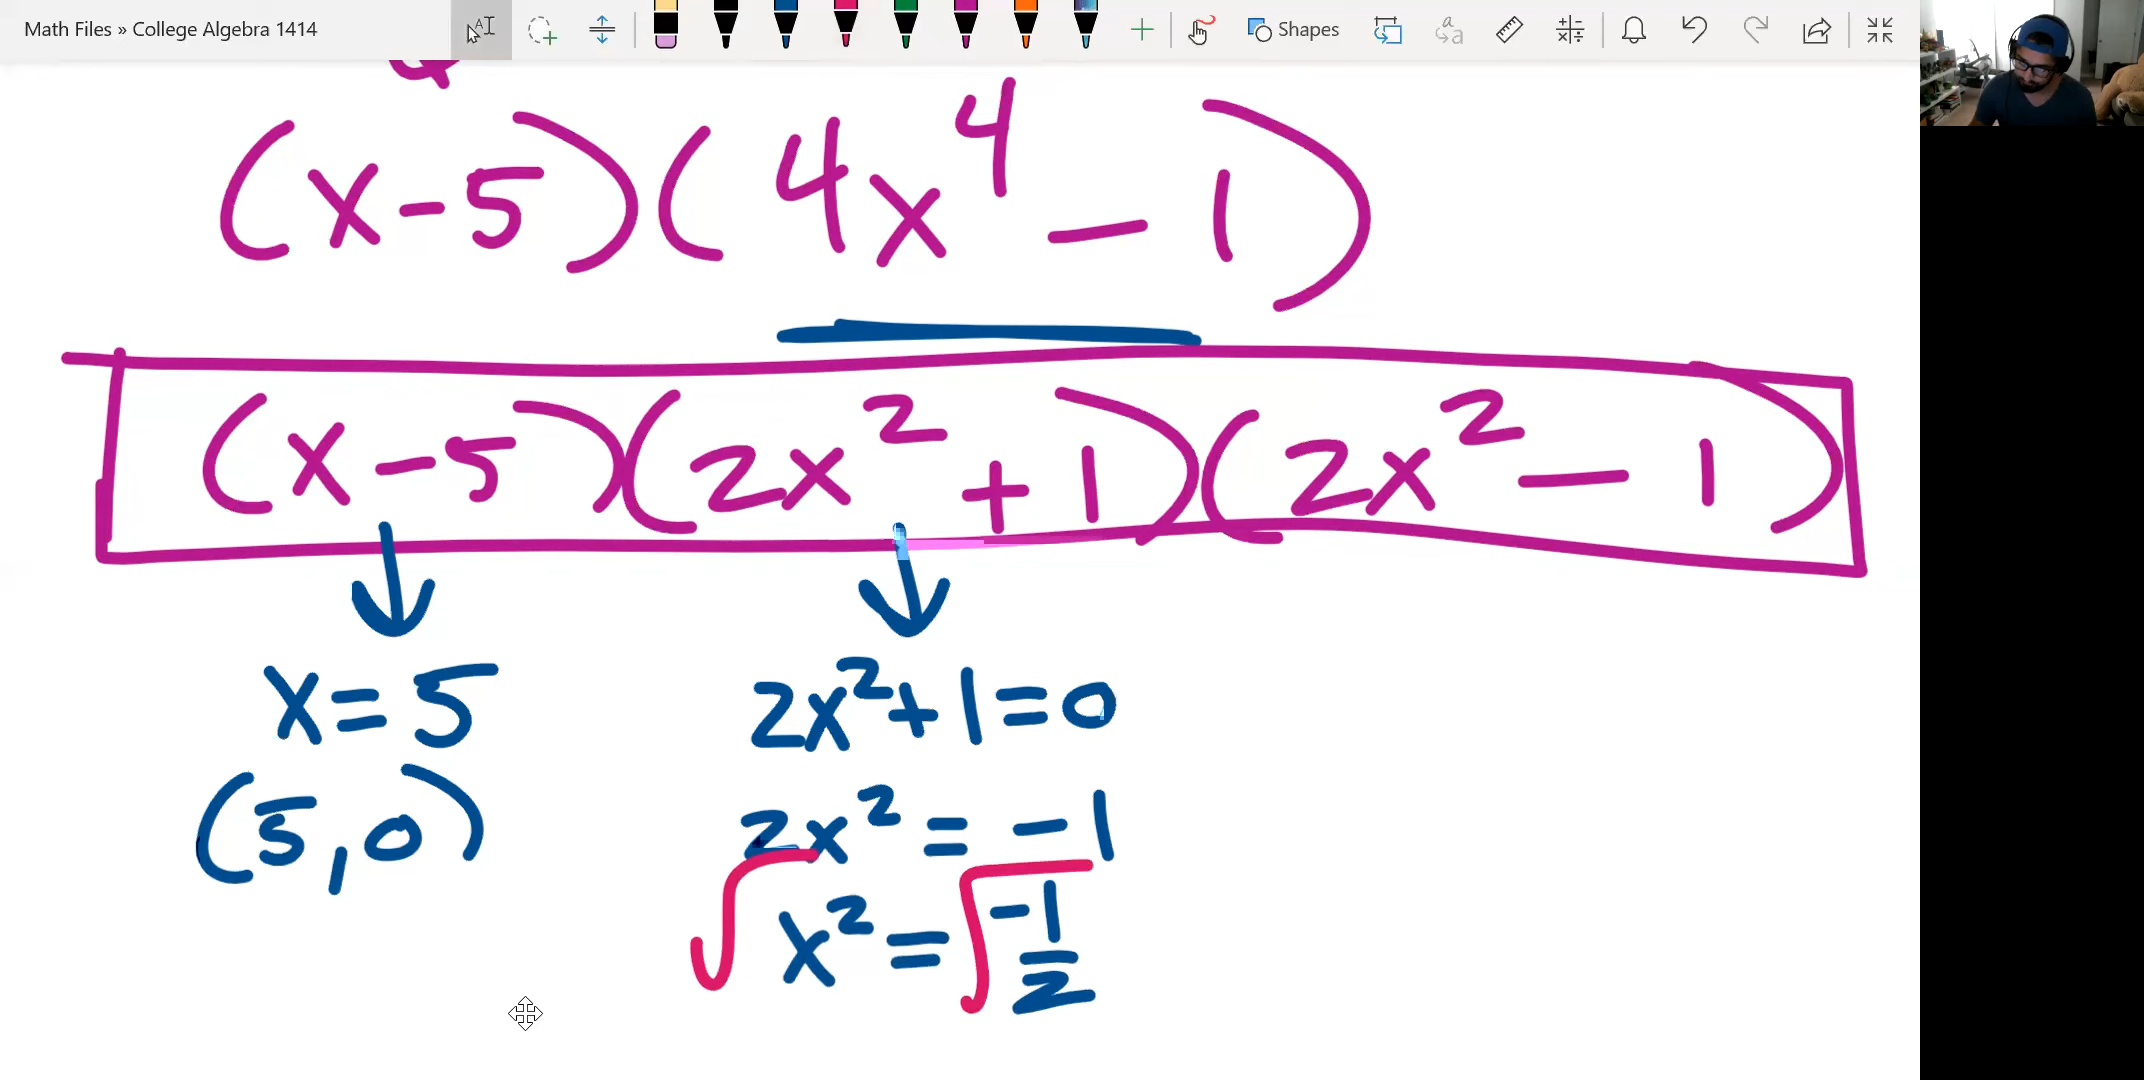 Math Files » College Algebra 1414
Shapes
(x-5)(4x⁴-1)
(x-5)(2x²+1)(2x²-1)
x=5
(5,0)
2x²+1=0
2x²=-1
√x²=√-1/2